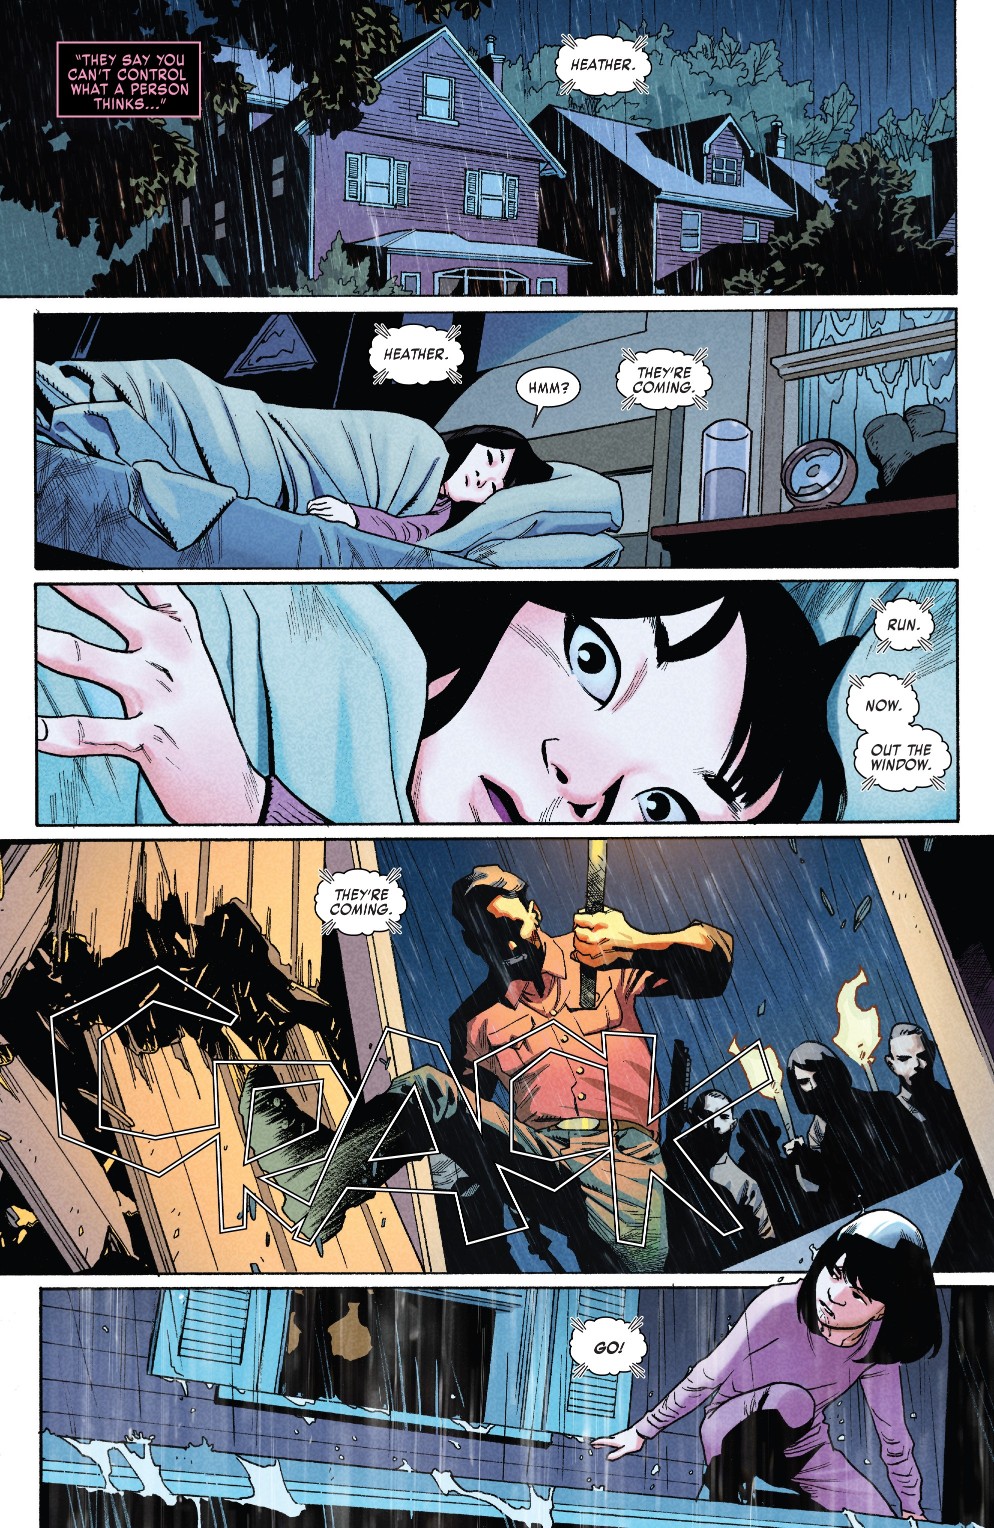 "THEY SAY YOU
CAN'T CONTROL
WHAT A PERSON
THINKS..."
HEATHER.
HEATHER.
HMM?
THEY'RE
COMING.
RUN.
NOW.
OUT THE
WINDOW.
THEY'RE
COMING.
CRACK
GO!